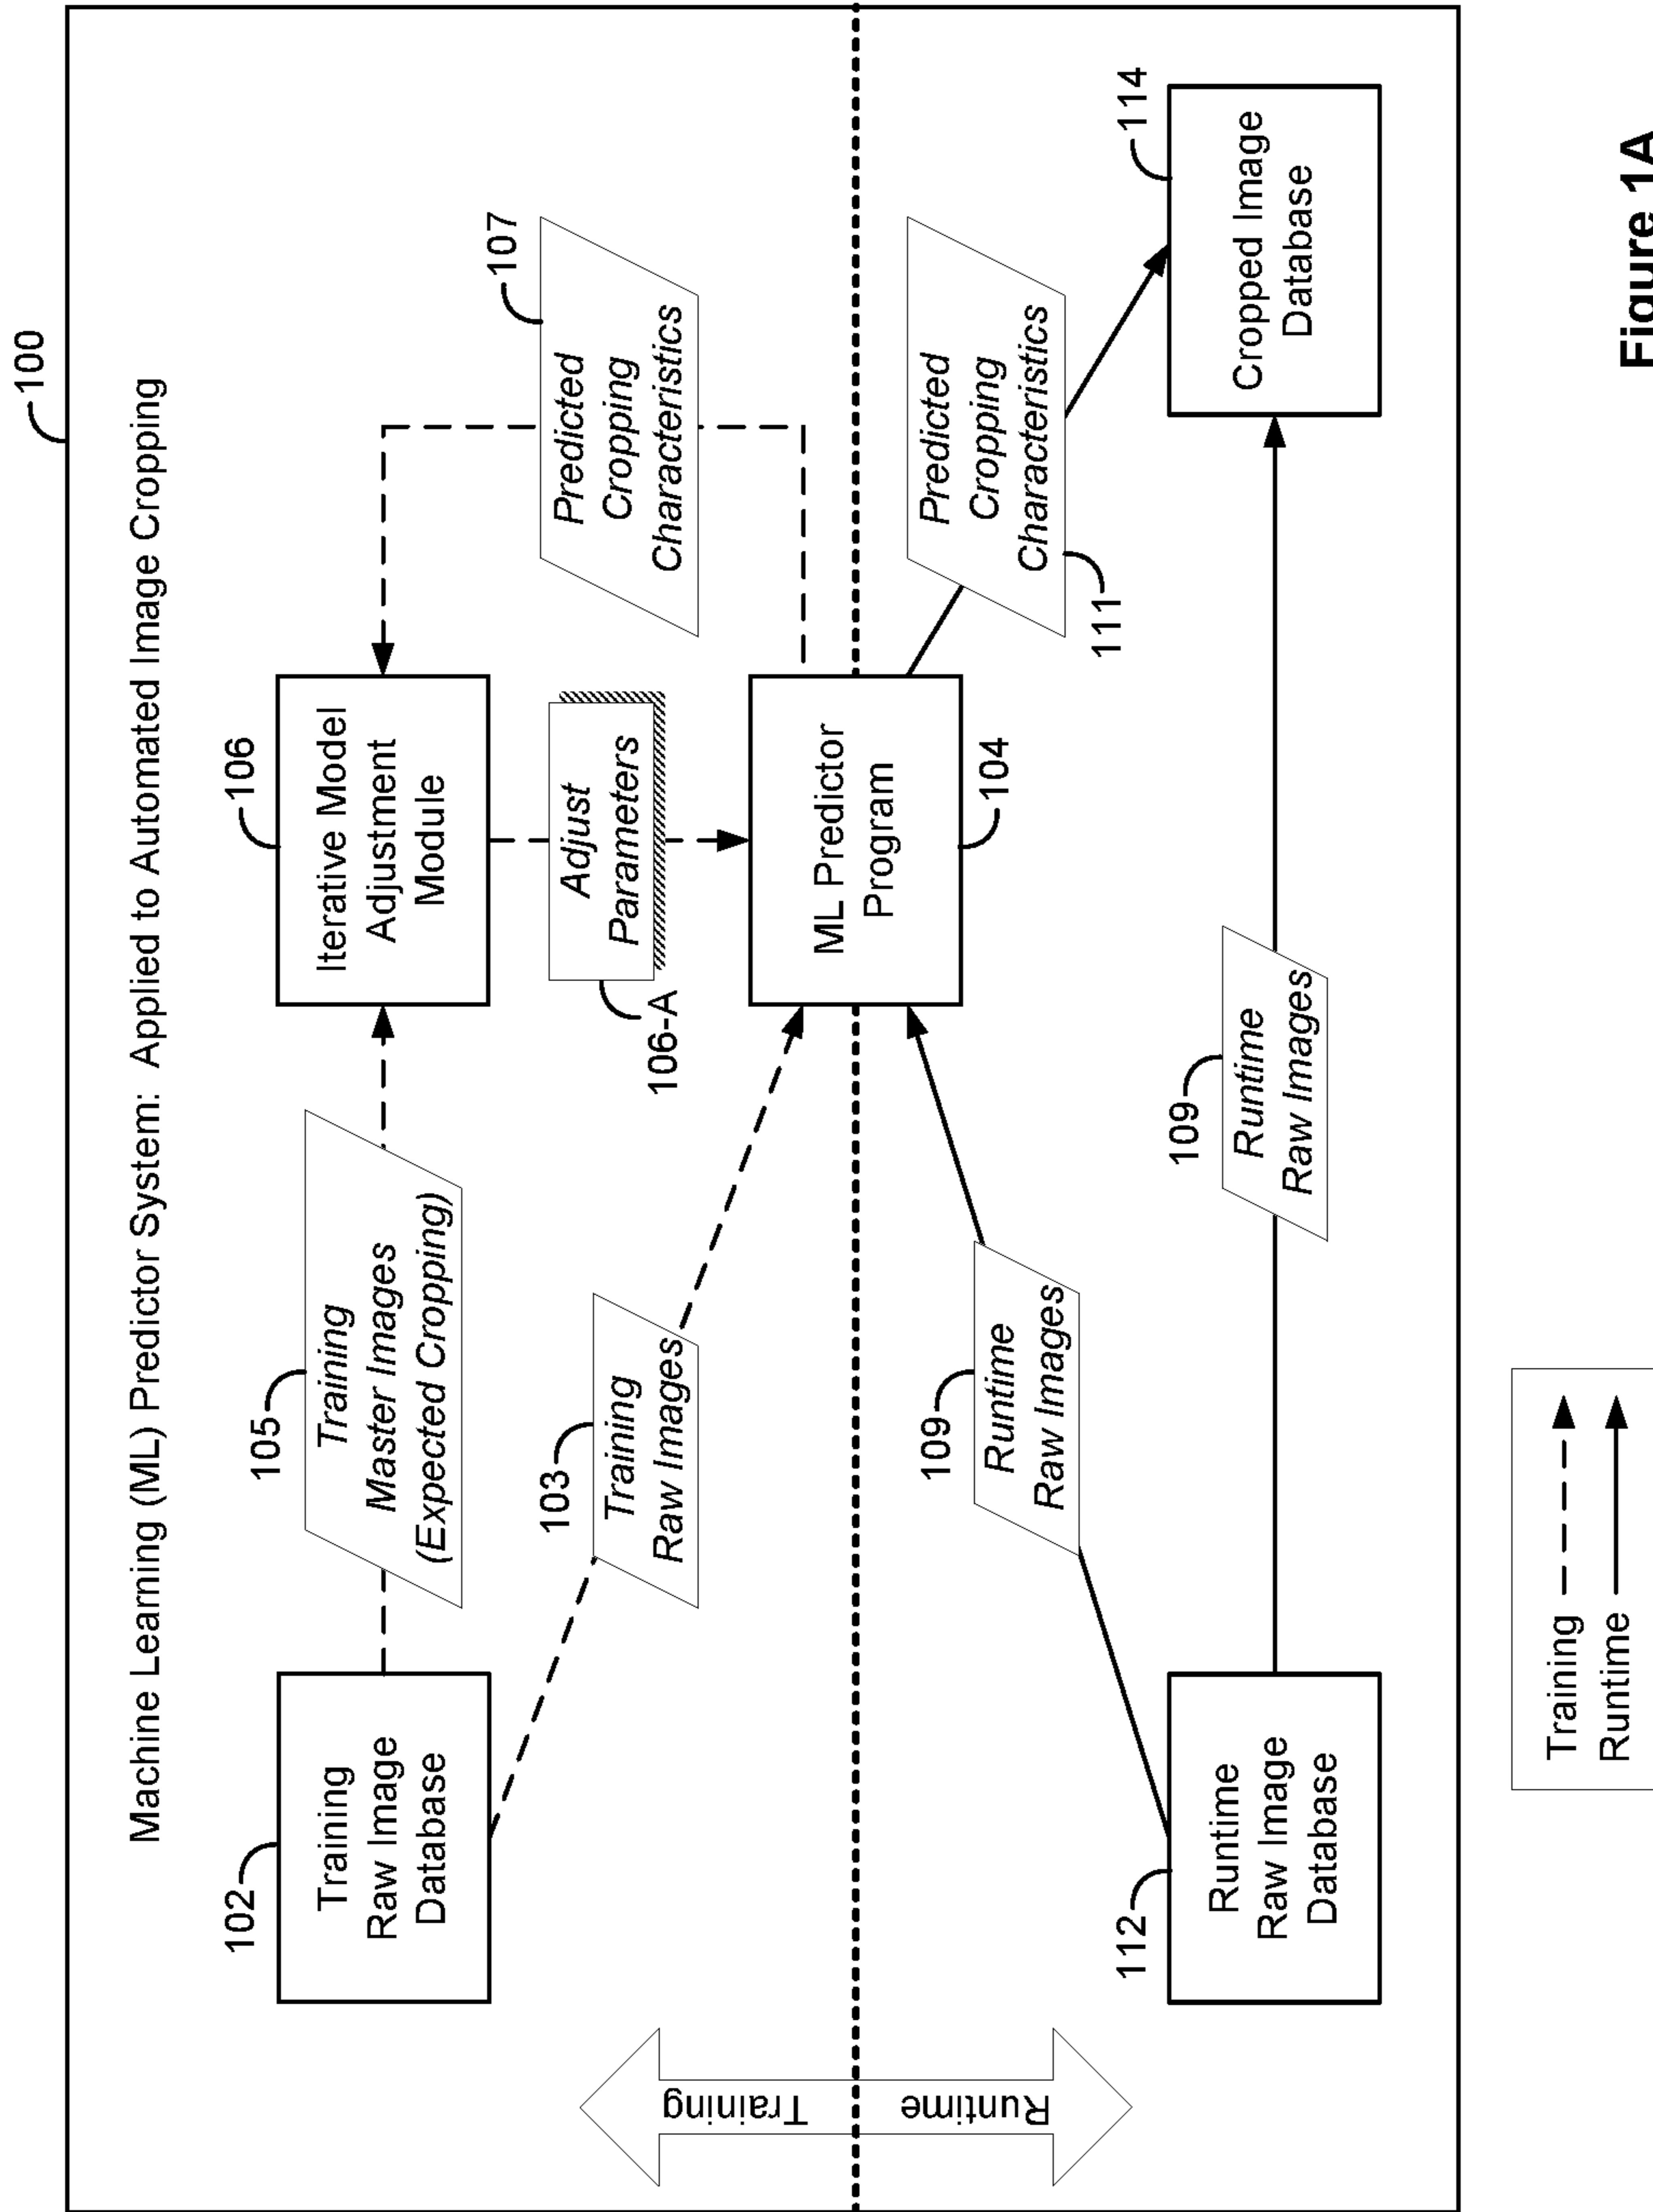 100
Machine Learning (ML) Predictor System: Applied to Automated Image Cropping
Training
Runtime
102
Training
Raw Image
Database
105
Training
Master Images
(Expected Cropping)
106
Iterative Model
Adjustment
Module
107
Predicted
Cropping
Characteristics
103
Training
Raw Images
106-A
Adjust
Parameters
ML Predictor
Program
104
109
Runtime
Raw Images
Predicted
Cropping
Characteristics
111
112
Runtime
Raw Image
Database
109
Runtime
Raw Images
114
Cropped Image
Database
Training
Runtime
Figure 1A